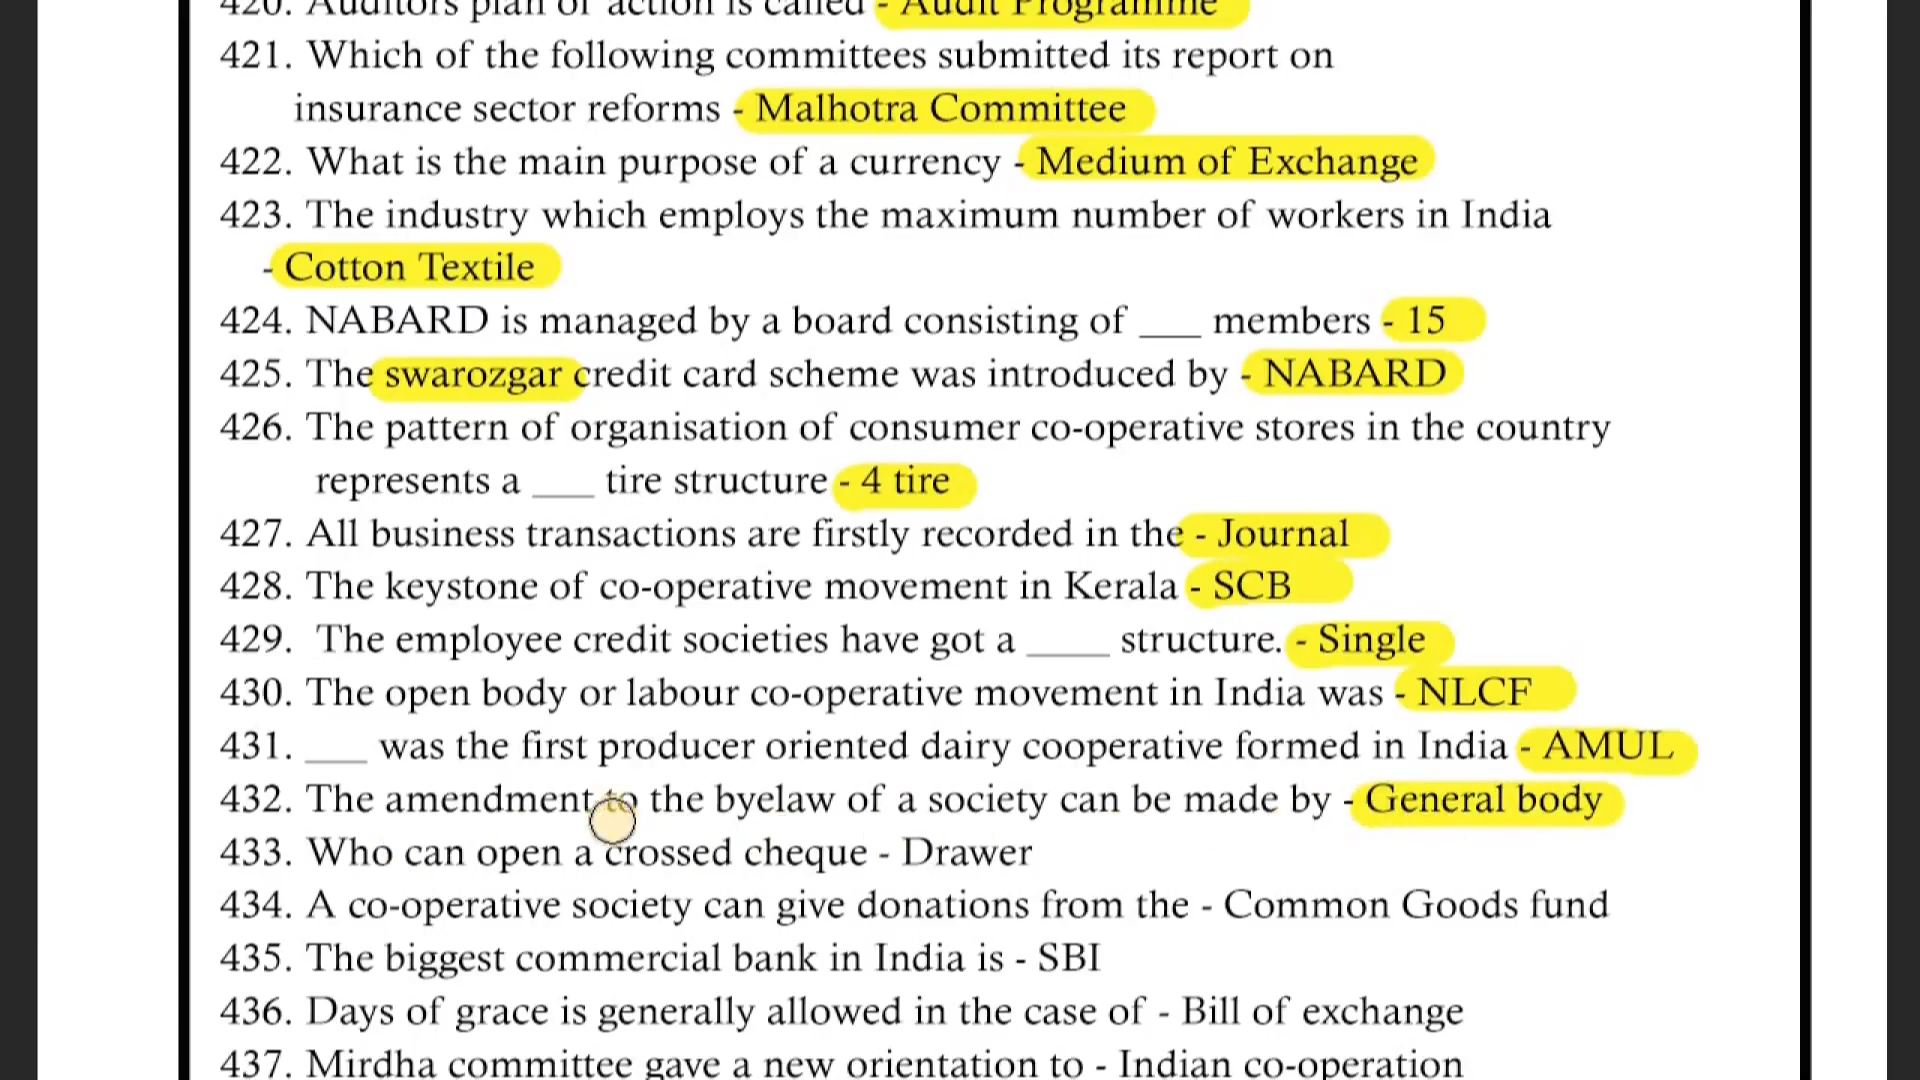 420. Auditors plan of action is called - Audit Programme
421. Which of the following committees submitted its report on
insurance sector reforms - Malhotra Committee
422. What is the main purpose of a currency - Medium of Exchange
423. The industry which employs the maximum number of workers in India
- Cotton Textile
424. NABARD is managed by a board consisting of ___ members - 15
425. The swarozgar credit card scheme was introduced by - NABARD
426. The pattern of organisation of consumer co-operative stores in the country
represents a ___ tire structure - 4 tire
427. All business transactions are firstly recorded in the - Journal
428. The keystone of co-operative movement in Kerala - SCB
429. The employee credit societies have got a ____ structure. - Single
430. The open body or labour co-operative movement in India was - NLCF
431. ___ was the first producer oriented dairy cooperative formed in India - AMUL
432. The amendment to the byelaw of a society can be made by - General body
433. Who can open a crossed cheque - Drawer
434. A co-operative society can give donations from the - Common Goods fund
435. The biggest commercial bank in India is - SBI
436. Days of grace is generally allowed in the case of - Bill of exchange
437. Mirdha committee gave a new orientation to - Indian co-operation